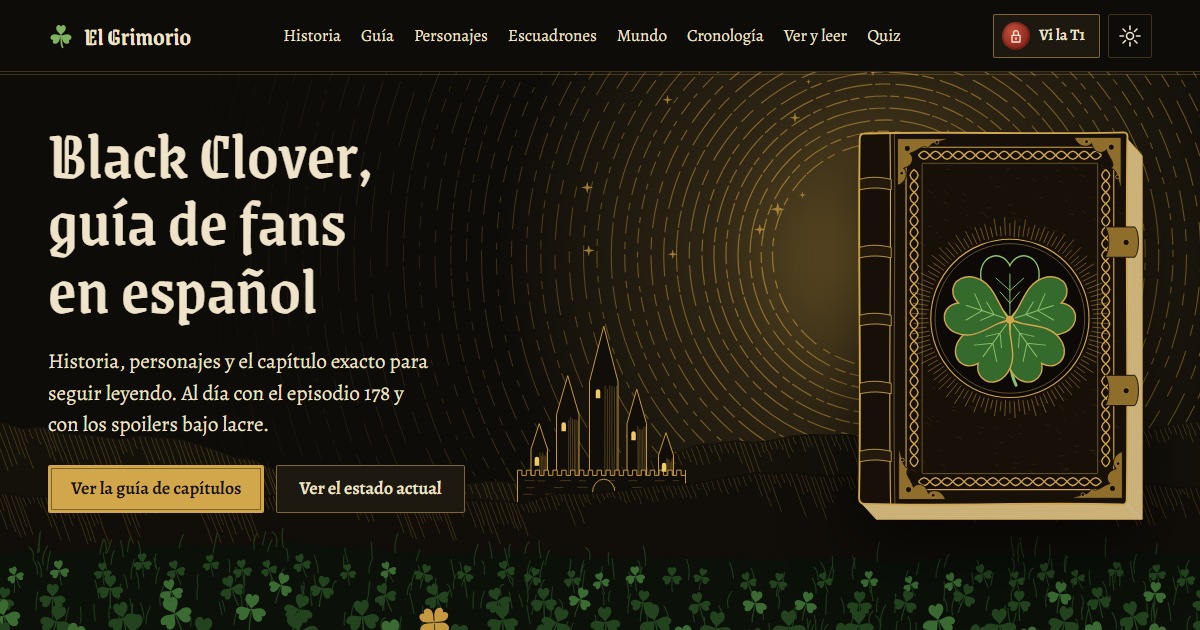 El Grimorio
Historia Guía Personajes Escuadrones Mundo Cronología Ver y leer Quiz
Vi la T1
Black Clover,
guía de fans
en español
Historia, personajes y el capítulo exacto para
seguir leyendo. Al día con el episodio 178 y
con los spoilers bajo lacre.
Ver la guía de capítulos
Ver el estado actual